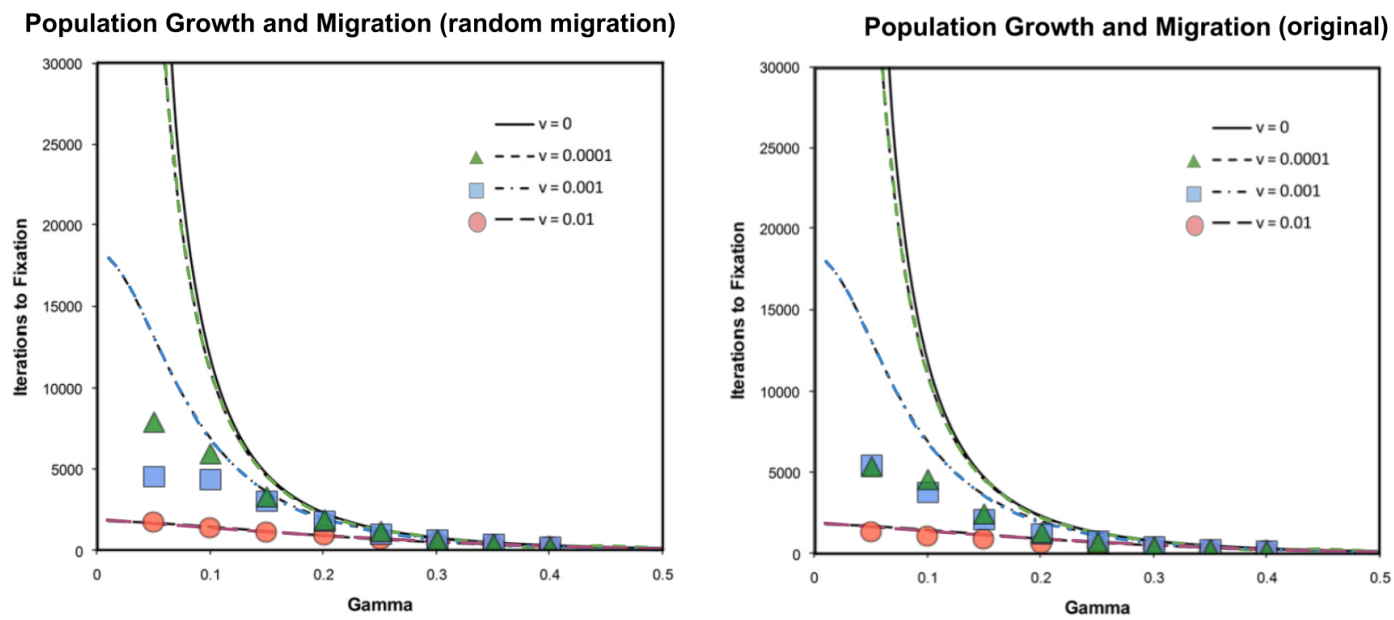 Population Growth and Migration (random migration)
30000
25000
20000
15000
10000
5000
0
Iterations to Fixation
v = 0
v = 0.0001
v = 0.001
v = 0.01
0 0.1 0.2 0.3 0.4 0.5
Gamma
Population Growth and Migration (original)
30000
25000
20000
15000
10000
5000
0
Iterations to Fixation
v = 0
v = 0.0001
v = 0.001
v = 0.01
0 0.1 0.2 0.3 0.4 0.5
Gamma